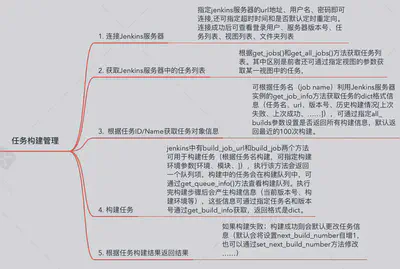 任务构建管理
1. 连接Jenkins服务器
指定jenkins服务器的url地址、用户名、密码即可
连接,还可指定超时时间和是否默认定时重定向。
连接成功后可查看登录用户、服务器版本号、任
务列表、视图列表、文件夹列表
2. 获取Jenkins服务器中的任务列表
根据get_jobs()和get_all_jobs()方法获取任务列
表。其中区别是前者还可通过指定视图的参数获
取某一视图中的任务,
3. 根据任务ID/Name获取任务对象信息
可根据任务名（job name）利用Jenkins服务器
实例的get_job_info方法获取任务的dict格式信
息（任务名、url、版本号、历史构建情况[上次
失败、上次成功、……]），可通过指定all_
builds参数设置是否返回所有构建信息，默认返
回最近的100次构建。
4. 构建任务
jenkins中有build_job_url和build_job两个方法
可用于构建任务（根据任务名构建，可指定构建
环境参数[环境、模块、]），执行该方法会返回
一个队列项。构建中的任务会在构建队列中，可
通过get_queue_info()方法查看构建队列。执行
完构建步骤后会产生构建信息（当前版本号、构
建环境等），这些信息可通过指定任务名和版本
号通过get_build_info获取，返回格式是dict。
5. 根据任务构建结果返回结果
如果构建失败；构建成功则会默认更改任务信
息（默认会将设置next_build_number自增1，
也可以通过set_next_build_number方法修改
……）